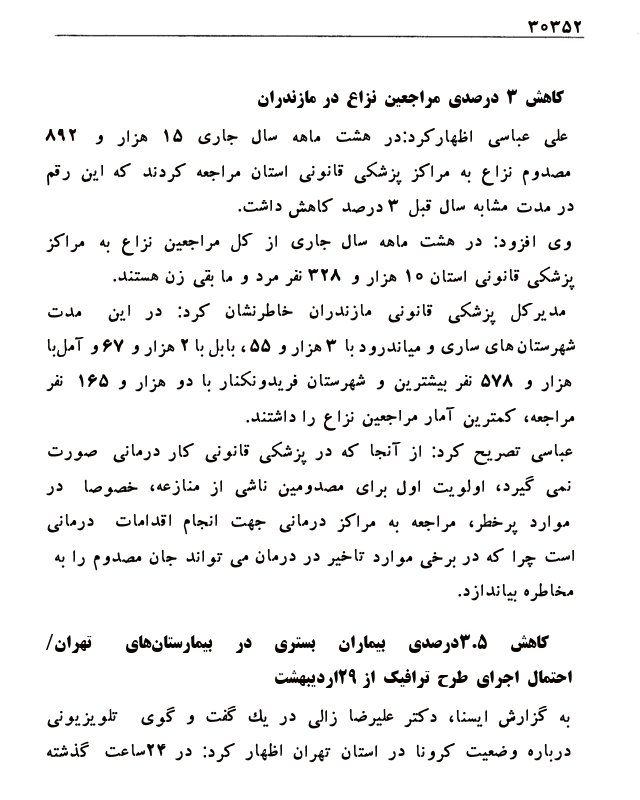 ۳۰۳۵۲
کاهش ۳ درصدی مراجعین نزاع در مازندران
علی عباسی اظهارکرد:در هشت ماهه سال جاری ۱۵ هزار و ۸۹۲
مصدوم نزاع به مراکز پزشکی قانونی استان مراجعه کردند که این رقم
در مدت مشابه سال قبل ۳ درصد کاهش داشت.
وی افزود: در هشت ماهه سال جاری از کل مراجعین نزاع به مراکز
پزشکی قانونی استان ۱۰ هزار و ۳۲۸ نفر مرد و ما بقی زن هستند.
مدیرکل پزشکی قانونی مازندران خاطرنشان کرد: در این مدت
شهرستان‌های ساری و میاندرود با ۳ هزار و ۵۵، بابل با ۲ هزار و ۶۷ و آمل‌با
هزار و ۵۷۸ نفر بیشترین و شهرستان فریدونکنار با دو هزار و ۱۶۵ نفر
مراجعه، کمترین آمار مراجعین نزاع را داشتند.
عباسی تصریح کرد: از آنجا که در پزشکی قانونی کار درمانی صورت
نمی گیرد، اولویت اول برای مصدومین ناشی از منازعه، خصوصا در
موارد پرخطر، مراجعه به مراکز درمانی جهت انجام اقدامات درمانی
است چرا که در برخی موارد تاخیر در درمان می تواند جان مصدوم را به
مخاطره بیاندازد.
کاهش ۳.۵درصدی بیماران بستری در بیمارستان‌های تهران/
احتمال اجرای طرح ترافیک از ۲۹اردیبهشت
به گزارش ایسنا، دکتر علیرضا زالی در یك گفت و گوی تلویزیونی
درباره وضعیت کرونا در استان تهران اظهار کرد: در ۲۴ساعت گذشته